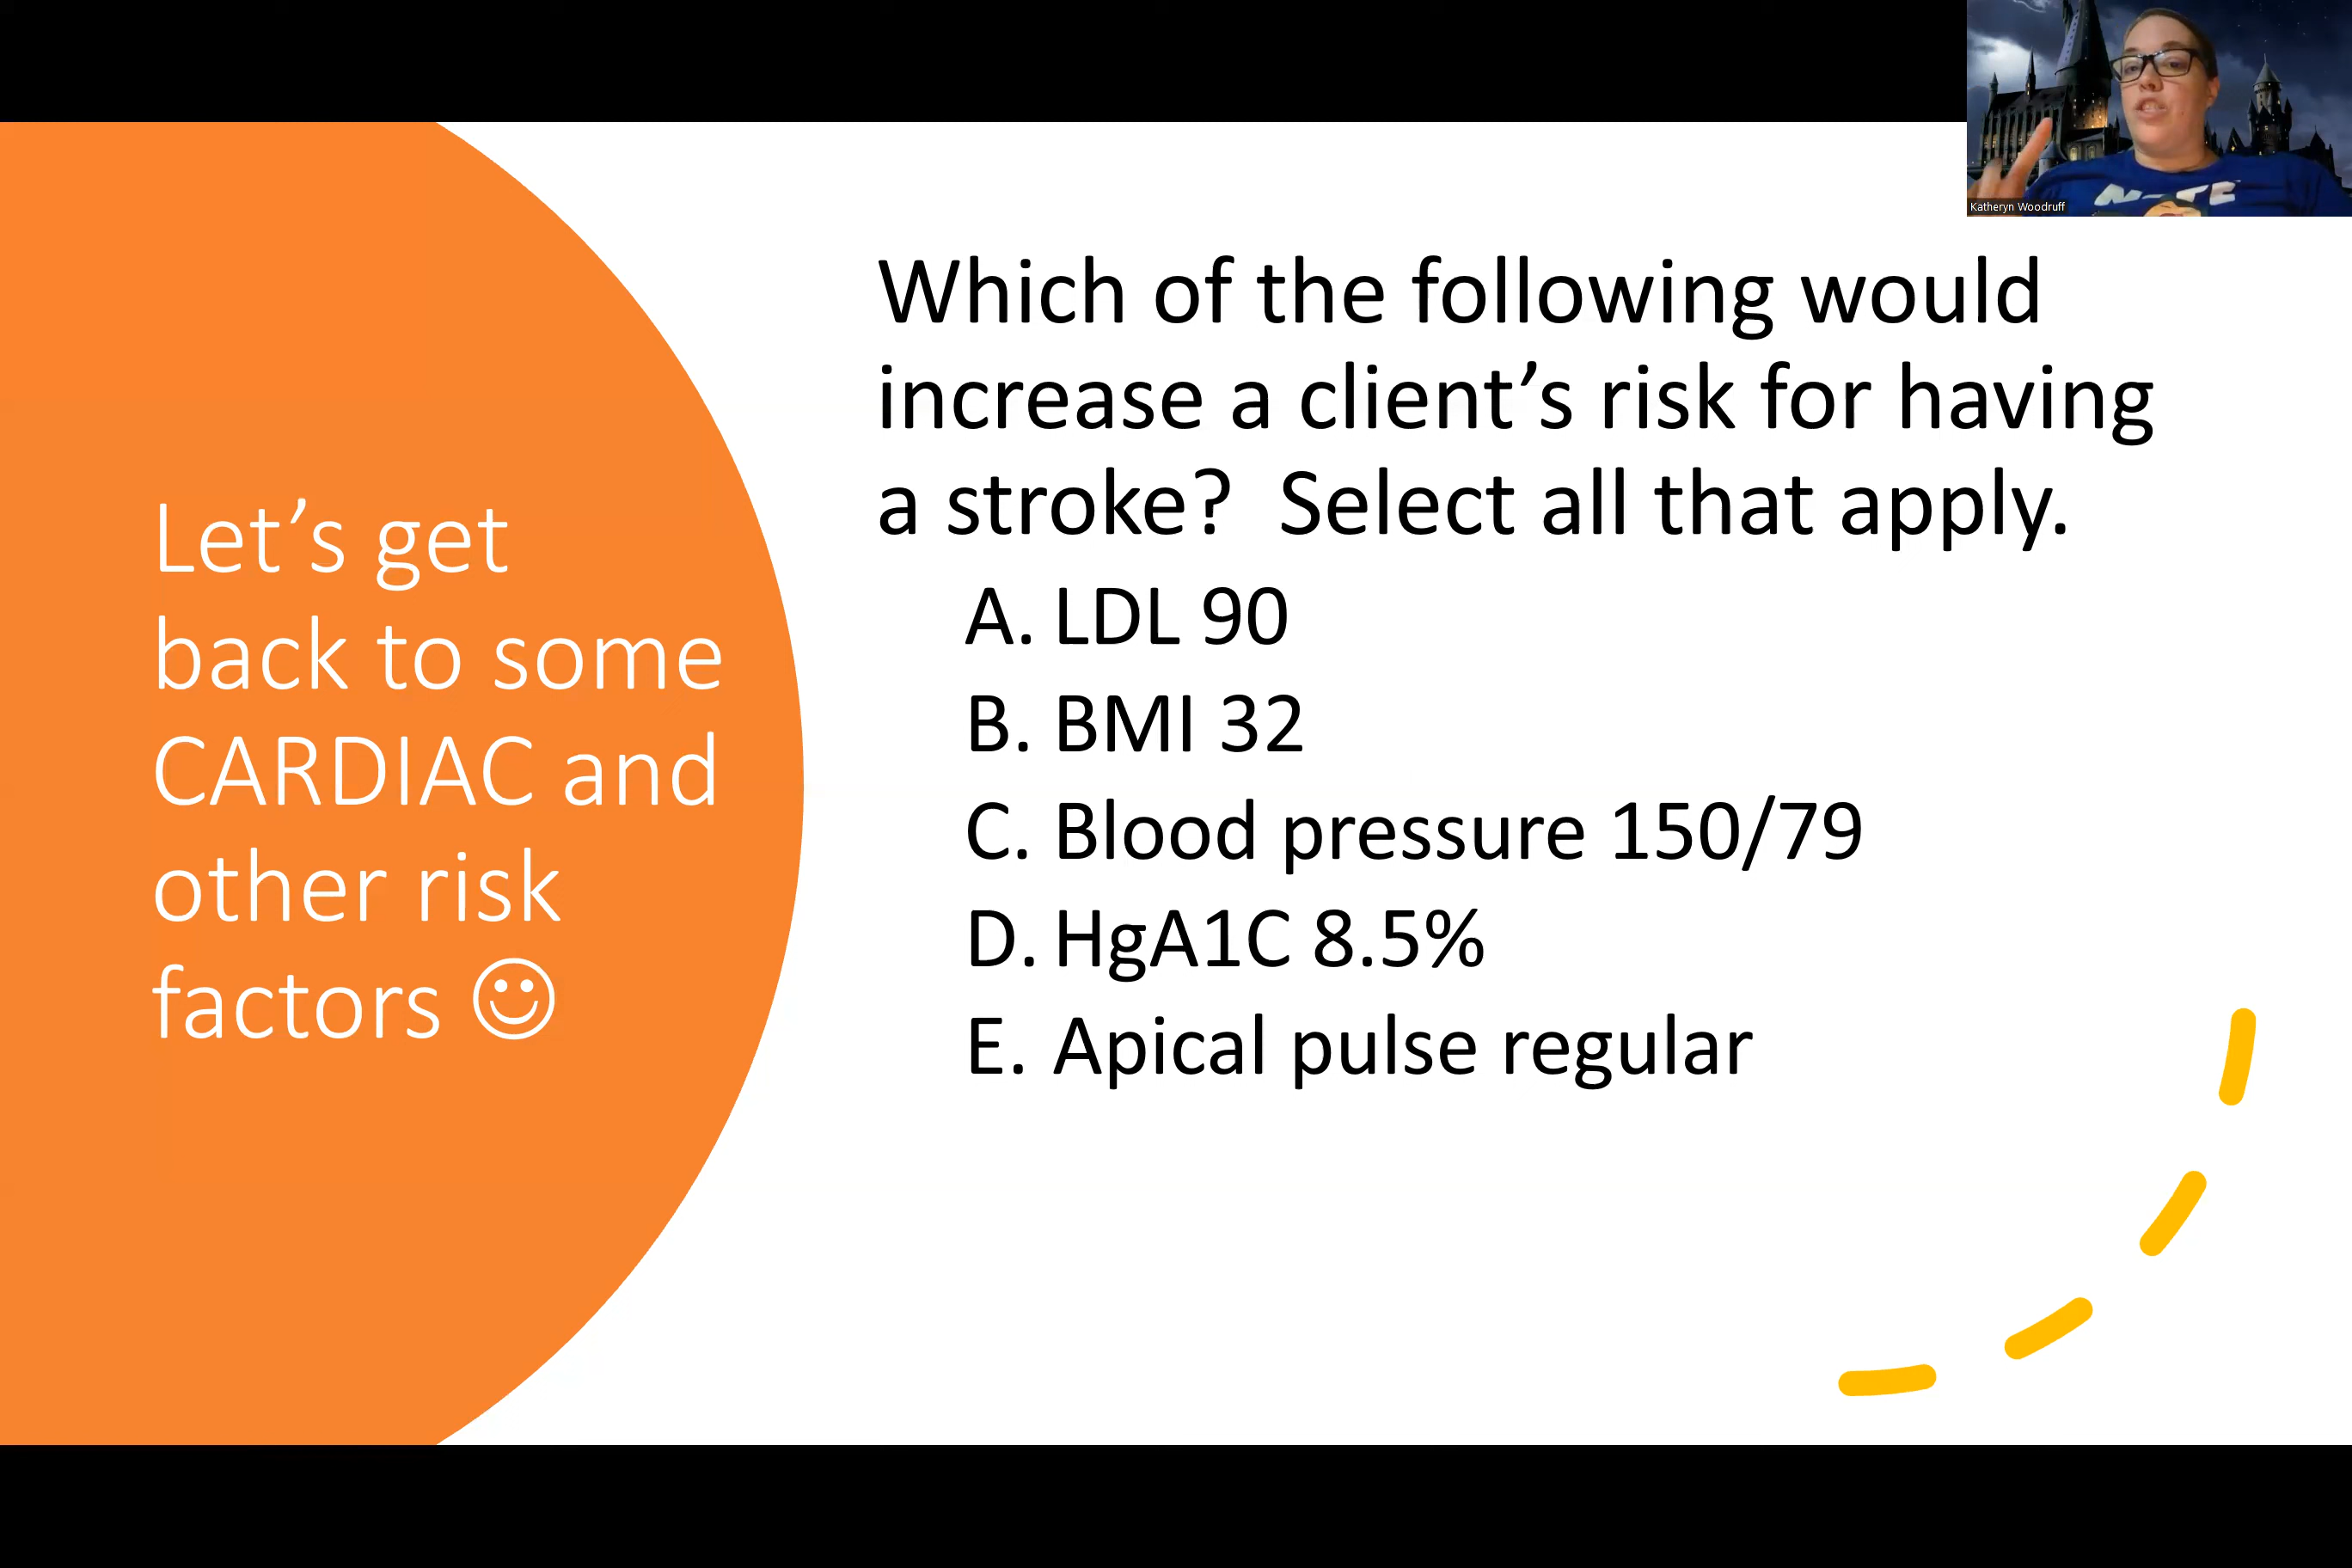 Let’s get
back to some
CARDIAC and
other risk
factors ☺
Which of the following would
increase a client’s risk for having
a stroke?  Select all that apply.
A. LDL 90
B. BMI 32
C. Blood pressure 150/79
D. HgA1C 8.5%
E. Apical pulse regular
Katheryn Woodruff